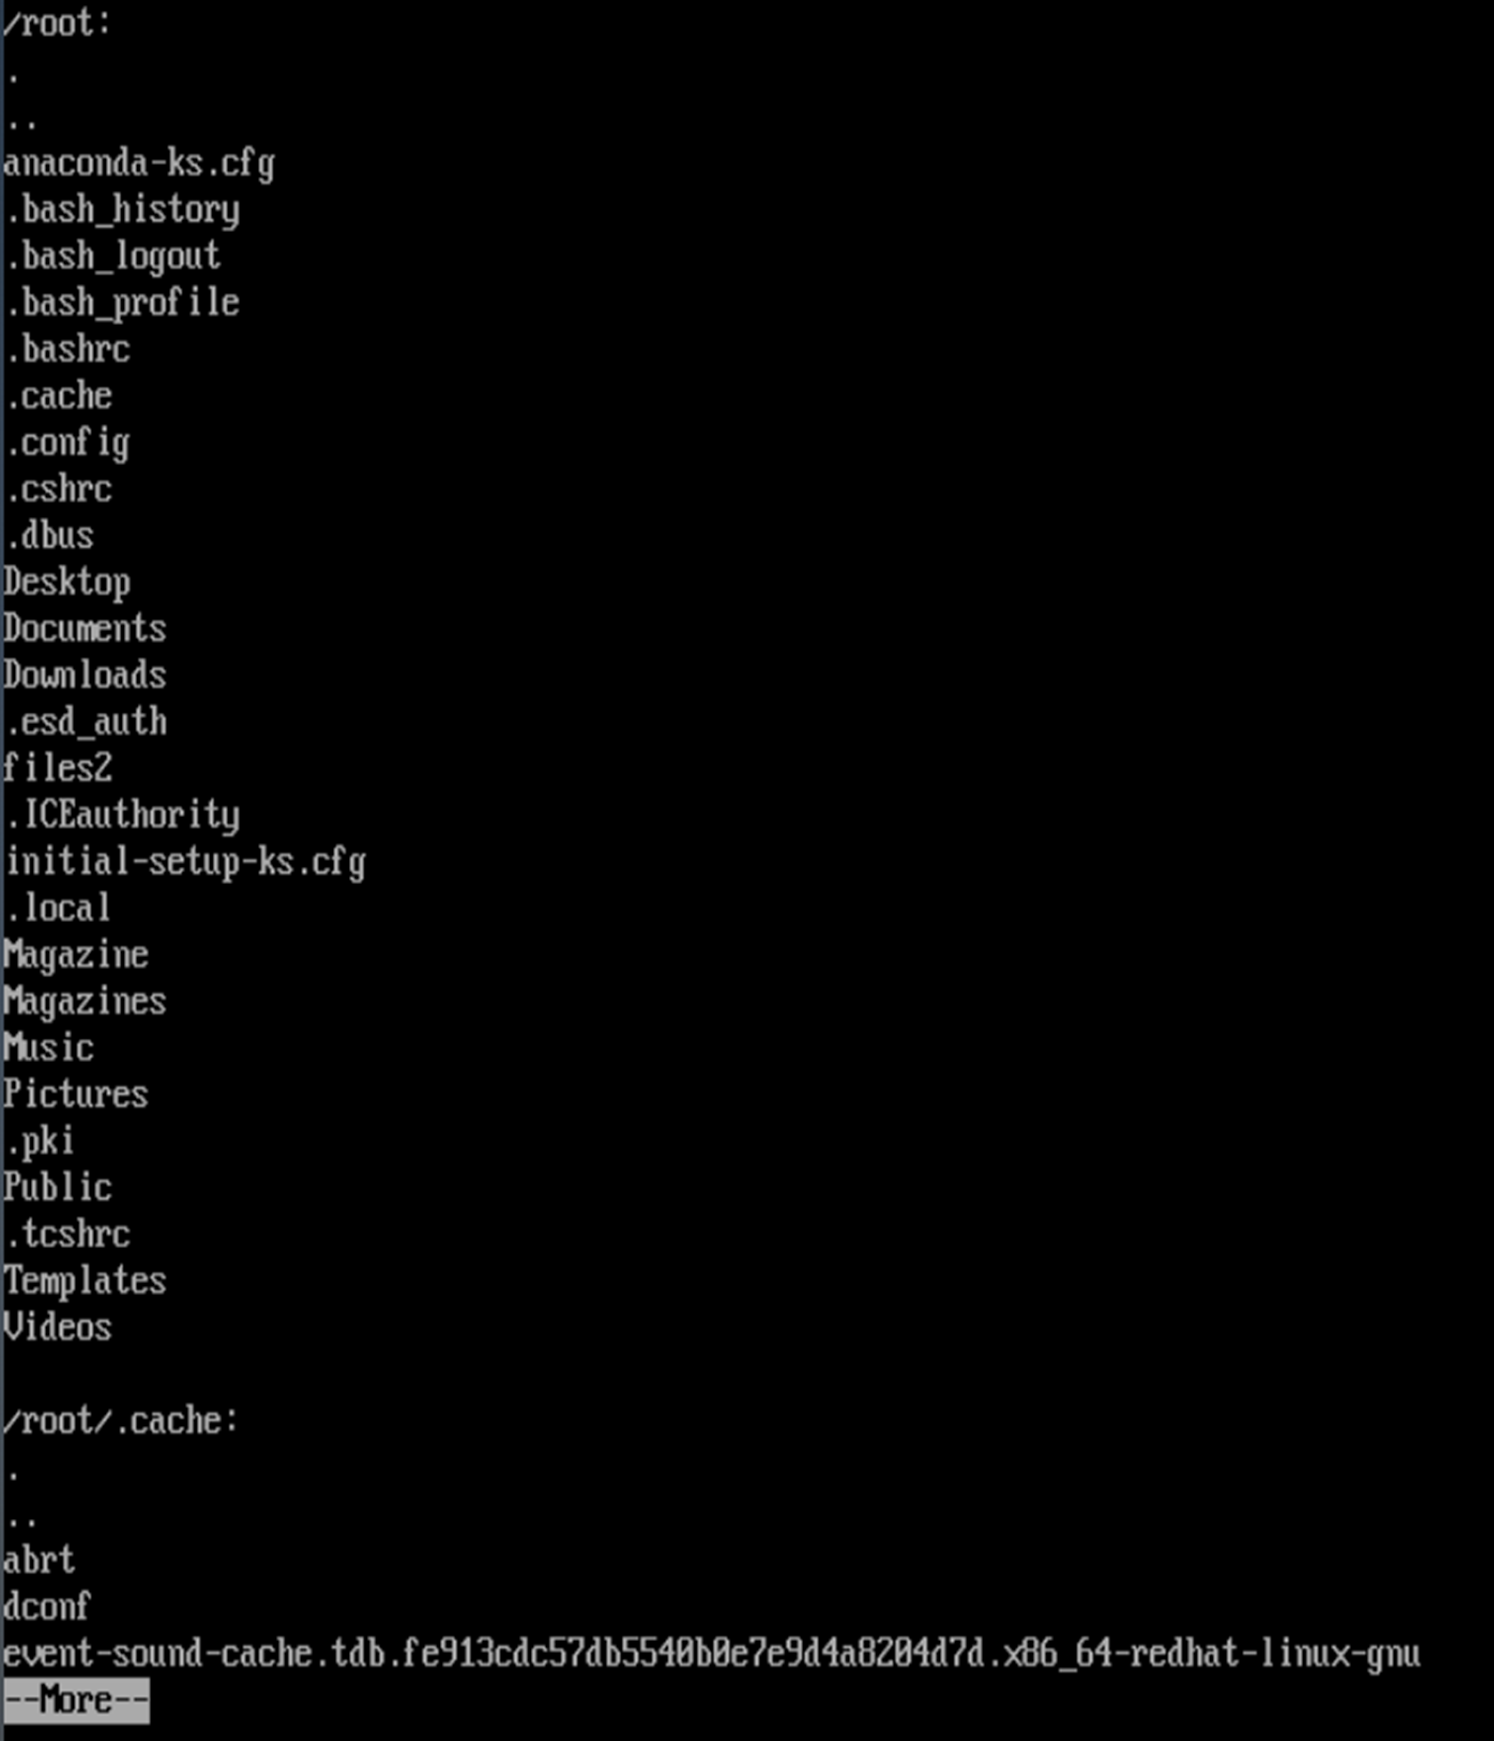 /root:
.
..
anaconda-ks.cfg
.bash_history
.bash_logout
.bash_profile
.bashrc
.cache
.config
.cshrc
.dbus
Desktop
Documents
Downloads
.esd_auth
files2
.ICEauthority
initial-setup-ks.cfg
.local
Magazine
Magazines
Music
Pictures
.pki
Public
.tcshrc
Templates
Videos
/root/.cache:
.
..
abrt
dconf
event-sound-cache.tdb.fe913cdc57db5540b0e7e9d4a8204d7d.x86_64-redhat-linux-gnu
--More--